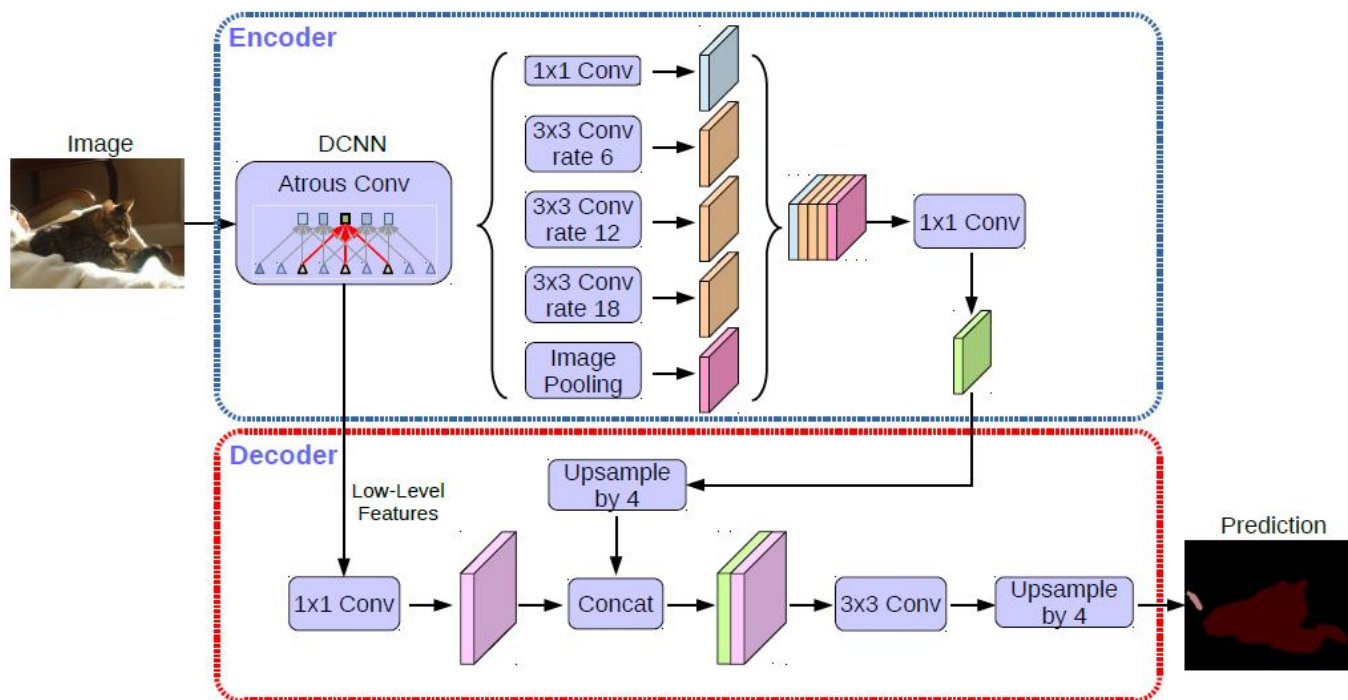 Encoder
Image
DCNN
Atrous Conv
1x1 Conv
3x3 Conv
rate 6
3x3 Conv
rate 12
3x3 Conv
rate 18
Image
Pooling
1x1 Conv
Decoder
Low-Level
Features
Upsample
by 4
1x1 Conv
Concat
3x3 Conv
Upsample
by 4
Prediction